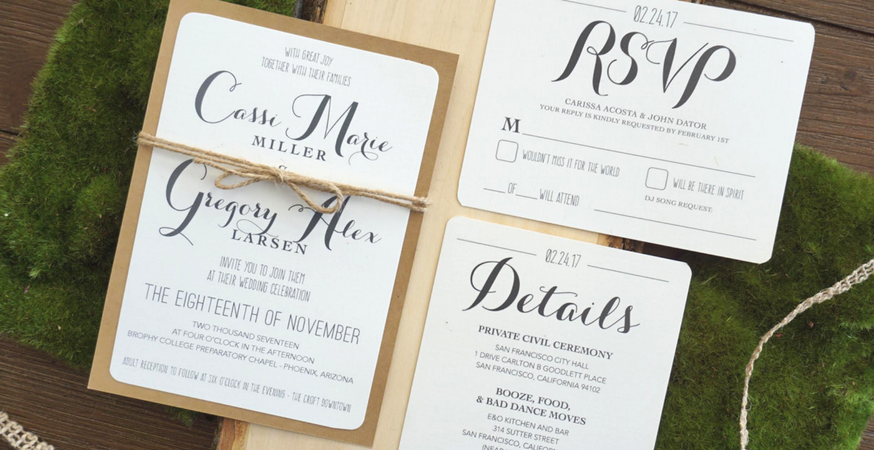 WITH GREAT JOY
TOGETHER WITH THEIR FAMILIES
Cassi Marie
MILLER
&
Gregory Alex
LARSEN
INVITE YOU TO JOIN THEM
AT THEIR WEDDING CELEBRATION
THE EIGHTEENTH OF NOVEMBER
TWO THOUSAND SEVENTEEN
AT FOUR O'CLOCK IN THE AFTERNOON
BROPHY COLLEGE PREPARATORY CHAPEL - PHOENIX, ARIZONA
ADULT RECEPTION TO FOLLOW AT SIX O'CLOCK IN THE EVENING - THE CROFT DOWNTOWN
02.24.17
RSVP
CARISSA ACOSTA & JOHN DATOR
YOUR REPLY IS KINDLY REQUESTED BY FEBRUARY 1ST
M
WOULDN'T MISS IT FOR THE WORLD
WILL BE THERE IN SPIRIT
OF WILL ATTEND
DJ SONG REQUEST:
02.24.17
Details
PRIVATE CIVIL CEREMONY
SAN FRANCISCO CITY HALL
1 DRIVE CARLTON B GOODLETT PLACE
SAN FRANCISCO, CALIFORNIA 94102
BOOZE, FOOD,
& BAD DANCE MOVES
E&O KITCHEN AND BAR
314 SUTTER STREET
SAN FRANCISCO,